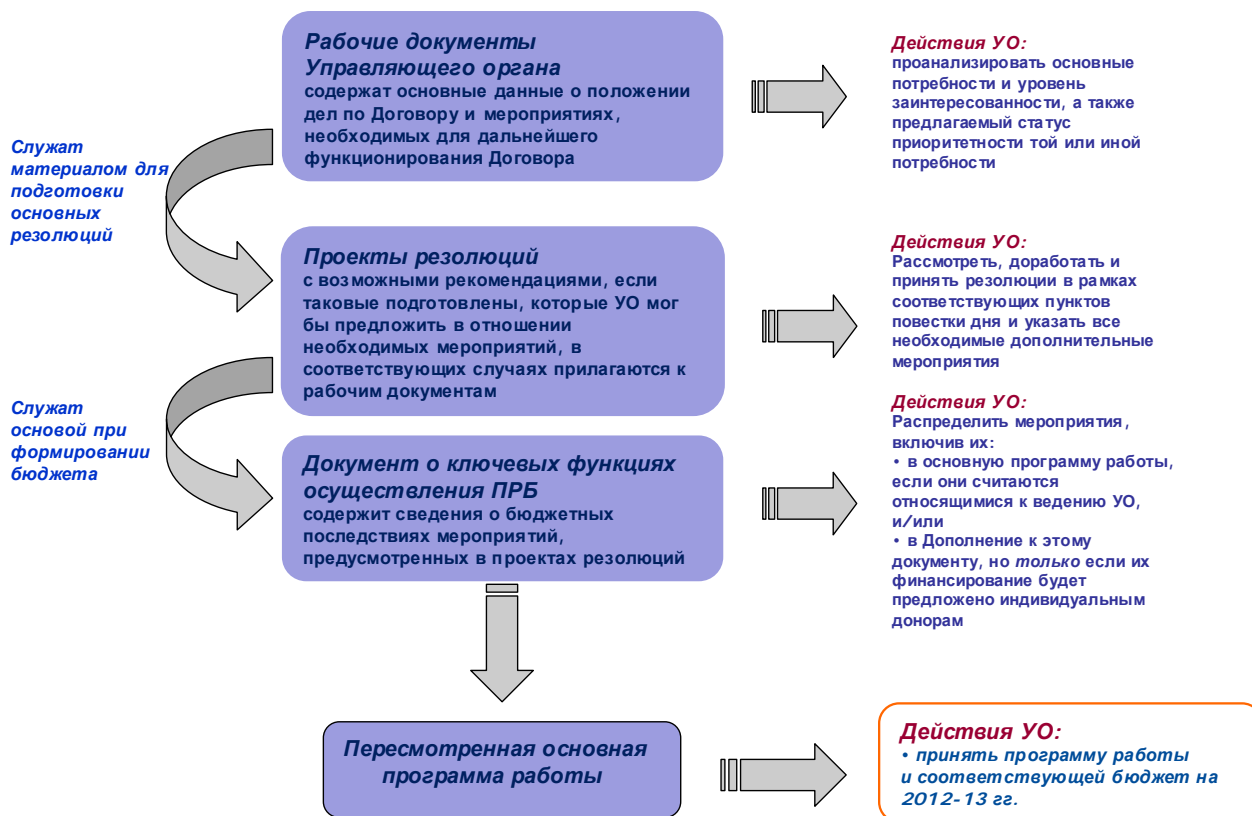 Рабочие документы
Управляющего органа
содержат основные данные о положении
дел по Договору и мероприятиях,
необходимых для дальнейшего
функционирования Договора
Действия УО:
проанализировать основные
потребности и уровень
заинтересованности, а также
предлагаемый статус
приоритетности той или иной
потребности
Служат
материалом для
подготовки
основных
резолюций
Проекты резолюций
с возможными рекомендациями, если
таковые подготовлены, которые УО мог
бы предложить в отношении
необходимых мероприятий, в
соответствующих случаях прилагаются к
рабочим документам
Действия УО:
Рассмотреть, доработать и
принять резолюции в рамках
соответствующих пунктов
повестки дня и указать все
необходимые дополнительные
мероприятия
Служат
основой при
формировании
бюджета
Документ о ключевых функциях
осуществления ПРБ
содержит сведения о бюджетных
последствиях мероприятий,
предусмотренных в проектах резолюций
Действия УО:
Распределить мероприятия,
включив их:
• в основную программу работы,
если они считаются
относящимися к ведению УО,
и/или
• в Дополнение к этому
документу, но только если их
финансирование будет
предложено индивидуальным
донорам
Пересмотренная основная
программа работы
Действия УО:
• принять программу работы
и соответствующей бюджет на
2012-13 гг.